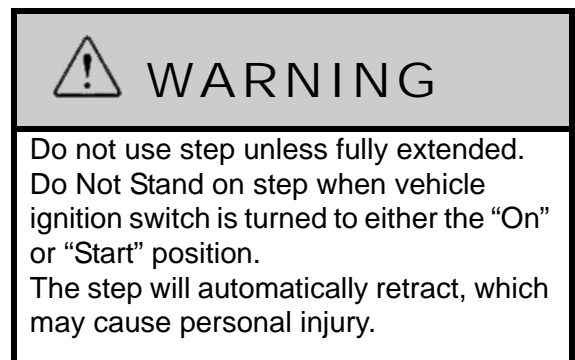 WARNING
Do not use step unless fully extended.
Do Not Stand on step when vehicle
ignition switch is turned to either the “On”
or “Start” position.
The step will automatically retract, which
may cause personal injury.